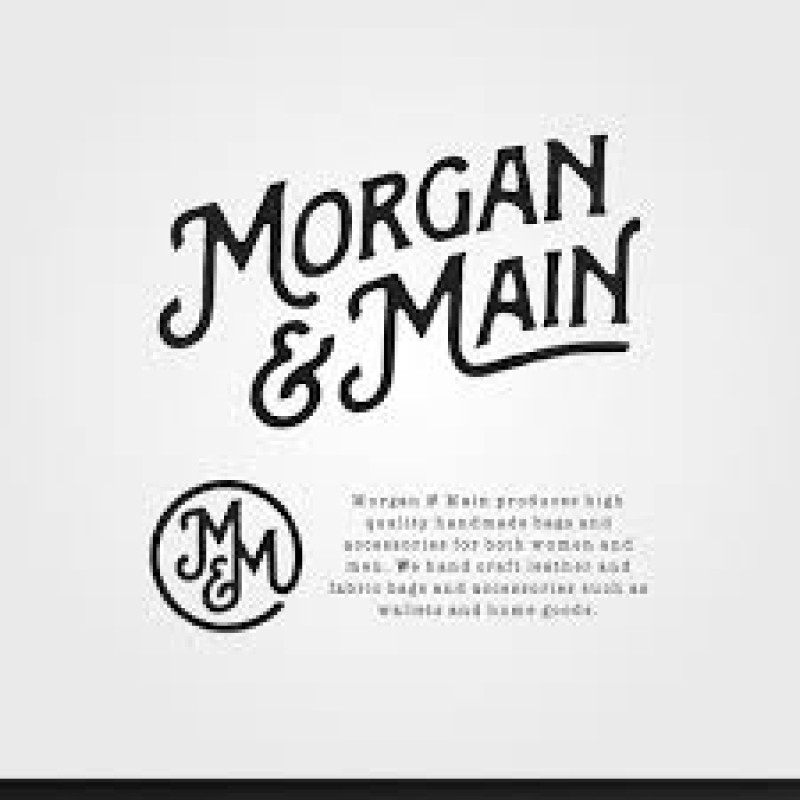 MORGAN
& MAIN
M
&M
Morgan & Main produces high
quality handmade bags and
accessories for both women and
men. We hand craft leather and
fabric bags and accessories such as
wallets and home goods.